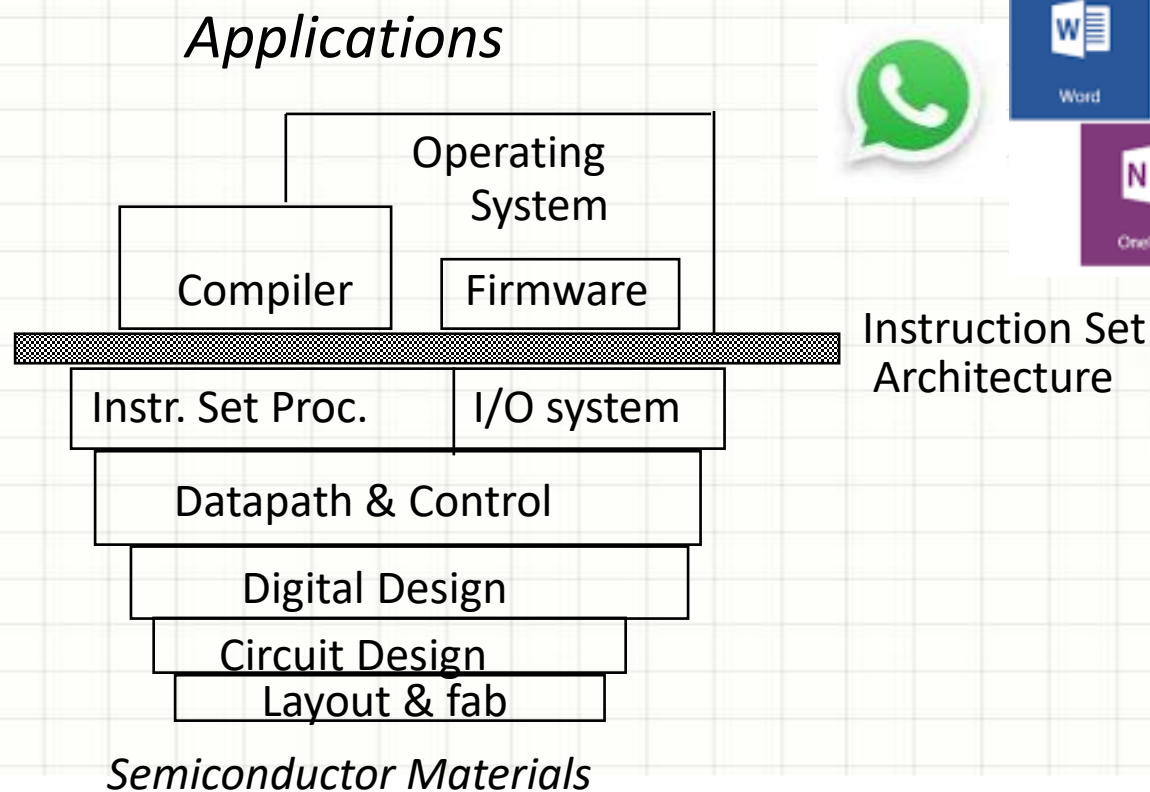 Applications
Word
Operating
System
Compiler
Firmware
Instruction Set
Architecture
Instr. Set Proc.
I/O system
Datapath & Control
Digital Design
Circuit Design
Layout & fab
Semiconductor Materials